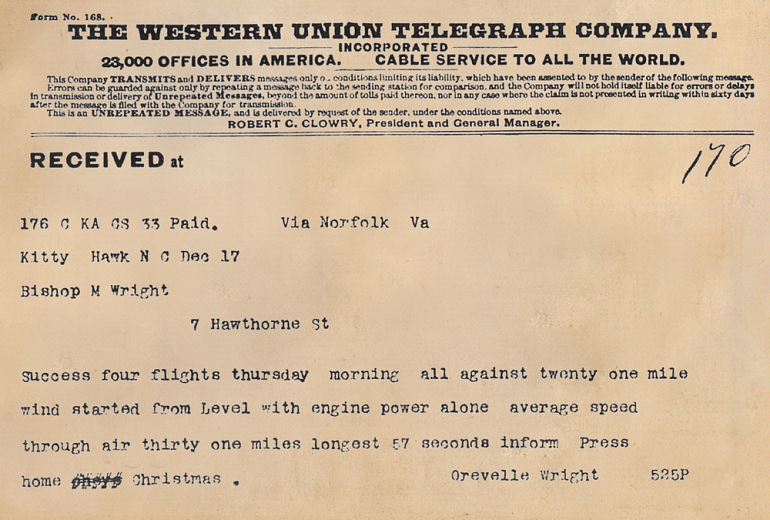 Form No. 168.
THE WESTERN UNION TELEGRAPH COMPANY.
INCORPORATED
23,000 OFFICES IN AMERICA. CABLE SERVICE TO ALL THE WORLD.
This Company TRANSMITS and DELIVERS messages only on conditions limiting its liability, which have been assented to by the sender of the following message.
Errors can be guarded against only by repeating a message back to the sending station for comparison, and the Company will not hold itself liable for errors or delays
in transmission or delivery of Unrepeated Messages, beyond the amount of tolls paid thereon, nor in any case where the claim is not presented in writing within sixty days
after the message is filed with the Company for transmission.
This is an UNREPEATED MESSAGE, and is delivered by request of the sender, under the conditions named above.
ROBERT C. CLOWRY, President and General Manager.
RECEIVED at
170
176 C KA CS 33 Paid. Via Norfolk Va
Kitty Hawk N C Dec 17
Bishop M Wright
7 Hawthorne St
Success four flights thursday morning all against twenty one mile
wind started from Level with engine power alone average speed
through air thirty one miles longest 57 seconds inform Press
home Christmas .
Orevelle Wright 525P